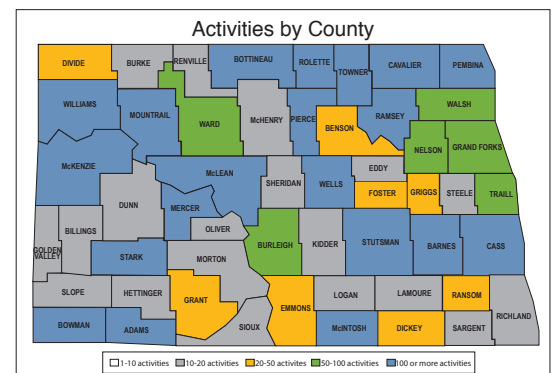 Activities by County
DIVIDE
BURKE
RENVILLE
BOTTINEAU
ROLETTE
TOWNER
CAVALIER
PEMBINA
WILLIAMS
MOUNTRAIL
WARD
McHENRY
PIERCE
BENSON
RAMSEY
WALSH
NELSON
GRAND FORKS
McKENZIE
McLEAN
SHERIDAN
WELLS
EDDY
FOSTER
GRIGGS
STEELE
TRAILL
DUNN
MERCER
OLIVER
GOLDEN
VALLEY
BILLINGS
STARK
MORTON
BURLEIGH
KIDDER
STUTSMAN
BARNES
CASS
SLOPE
HETTINGER
GRANT
SIOUX
EMMONS
LOGAN
LAMOURE
RANSOM
RICHLAND
BOWMAN
ADAMS
McINTOSH
DICKEY
SARGENT
1-10 activities 10-20 activities 20-50 activites 50-100 activities 100 or more activities